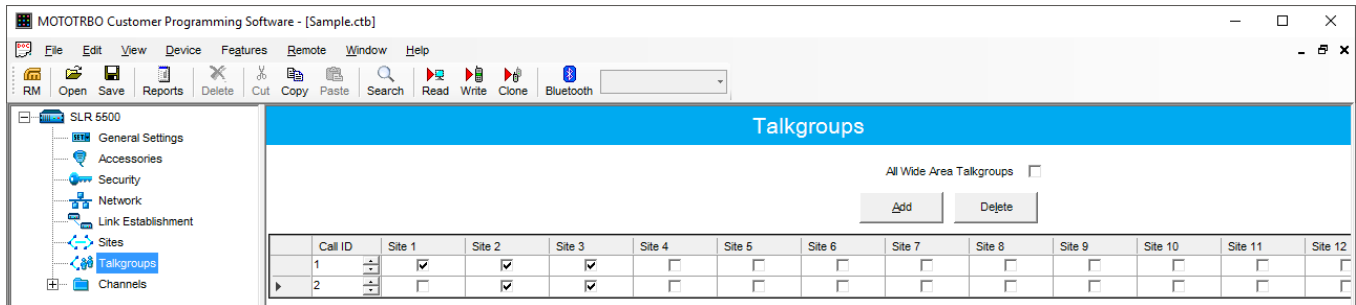 MOTOTRBO Customer Programming Software - [Sample.ctb]
File Edit View Device Features Remote Window Help
RM Open Save Reports Delete Cut Copy Paste Search Read Write Clone Bluetooth
SLR 5500
General Settings
Accessories
Security
Network
Link Establishment
Sites
Talkgroups
Channels
Talkgroups
All Wide Area Talkgroups
Add Delete
Call ID Site 1 Site 2 Site 3 Site 4 Site 5 Site 6 Site 7 Site 8 Site 9 Site 10 Site 11 Site 12
1
2